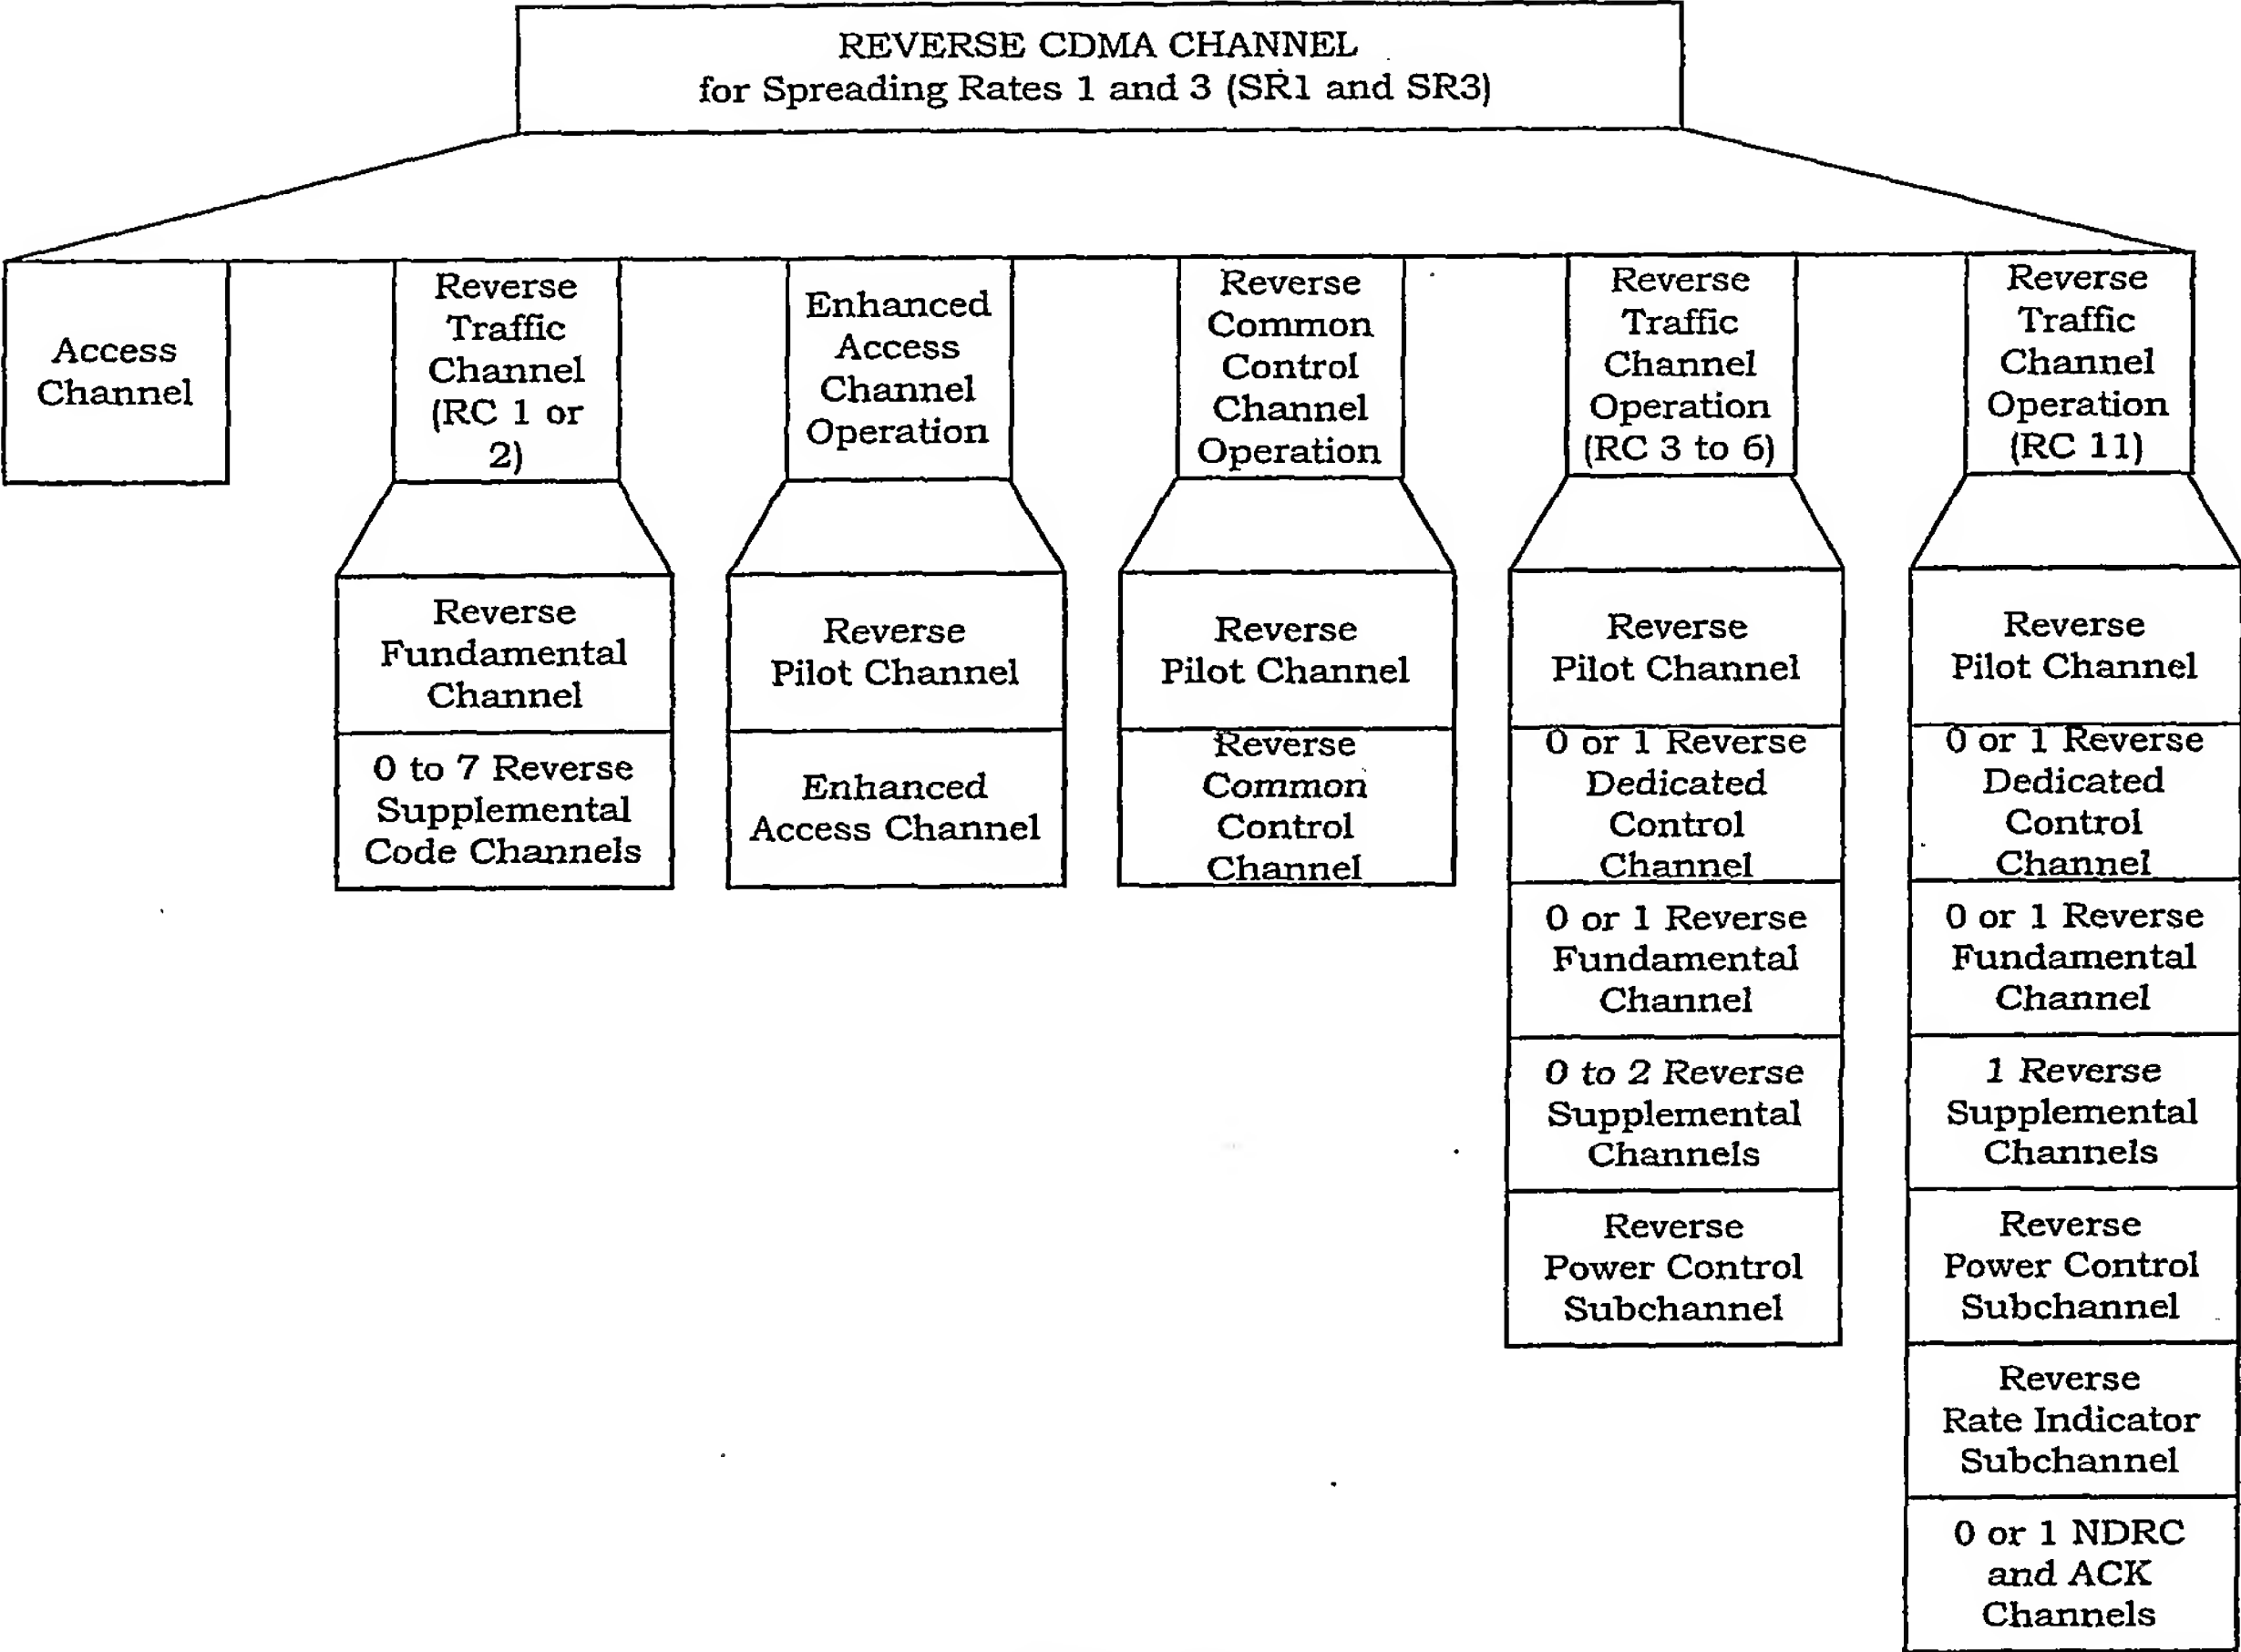 REVERSE CDMA CHANNEL
for Spreading Rates 1 and 3 (SR1 and SR3)
Access
Channel
Reverse
Traffic
Channel
(RC 1 or
2)
Enhanced
Access
Channel
Operation
Reverse
Common
Control
Channel
Operation
Reverse
Traffic
Channel
Operation
(RC 3 to 6)
Reverse
Traffic
Channel
Operation
(RC 11)
Reverse
Fundamental
Channel
0 to 7 Reverse
Supplemental
Code Channels
Reverse
Pilot Channel
Enhanced
Access Channel
Reverse
Pilot Channel
Reverse
Common
Control
Channel
Reverse
Pilot Channel
0 or 1 Reverse
Dedicated
Control
Channel
0 or 1 Reverse
Fundamental
Channel
0 to 2 Reverse
Supplemental
Channels
Reverse
Power Control
Subchannel
Reverse
Pilot Channel
0 or 1 Reverse
Dedicated
Control
Channel
0 or 1 Reverse
Fundamental
Channel
1 Reverse
Supplemental
Channels
Reverse
Power Control
Subchannel
Reverse
Rate Indicator
Subchannel
0 or 1 NDRC
and ACK
Channels